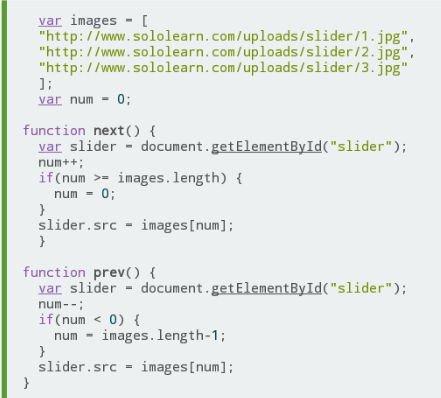 var images = [
"http://www.sololearn.com/uploads/slider/1.jpg",
"http://www.sololearn.com/uploads/slider/2.jpg",
"http://www.sololearn.com/uploads/slider/3.jpg"
];
var num = 0;
function next() {
var slider = document.getElementById("slider");
num++;
if(num >= images.length) {
num = 0;
}
slider.src = images[num];
}
function prev() {
var slider = document.getElementById("slider");
num--;
if(num < 0) {
num = images.length-1;
}
slider.src = images[num];
}